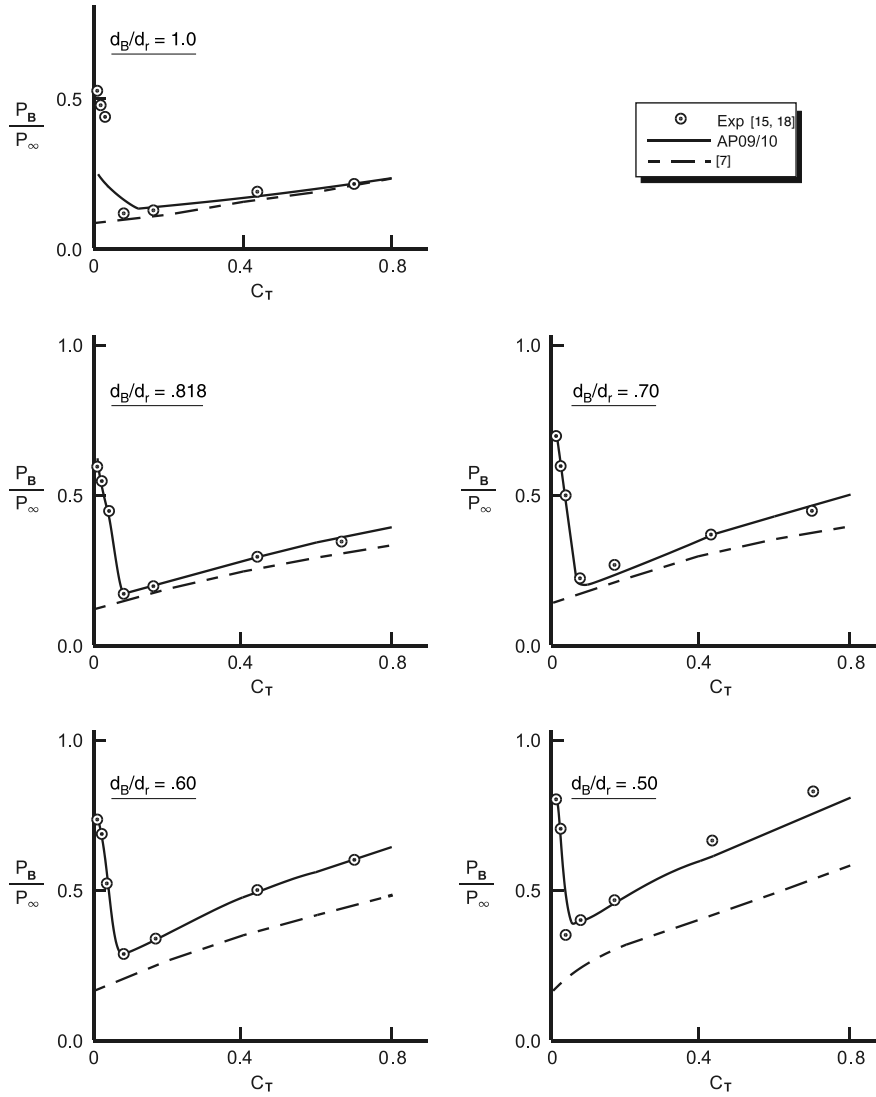 d_B/d_r = 1.0
P_B
P_∞
0.5
0.0
0
0.4
0.8
C_T
Exp [15, 18]
AP09/10
[7]
1.0
d_B/d_r = .818
P_B
P_∞
0.5
0.0
0
0.4
0.8
C_T
1.0
d_B/d_r = .70
P_B
P_∞
0.5
0.0
0
0.4
0.8
C_T
1.0
d_B/d_r = .60
P_B
P_∞
0.5
0.0
0
0.4
0.8
C_T
1.0
d_B/d_r = .50
P_B
P_∞
0.5
0.0
0
0.4
0.8
C_T